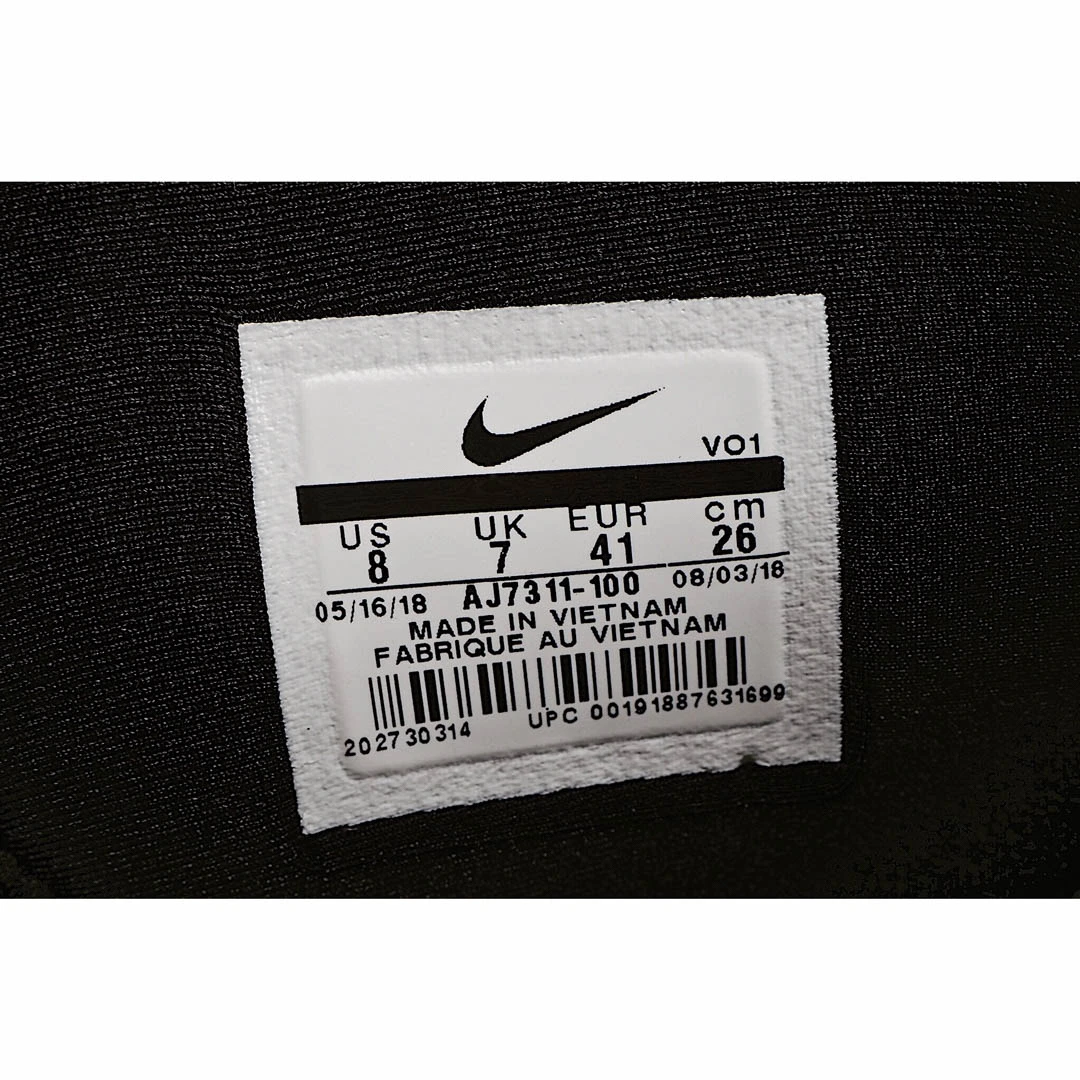 VO1
US UK EUR cm
8 7 41 26
05/16/18 AJ7311-100 08/03/18
MADE IN VIETNAM
FABRIQUE AU VIETNAM
202730314 UPC 00191887631699